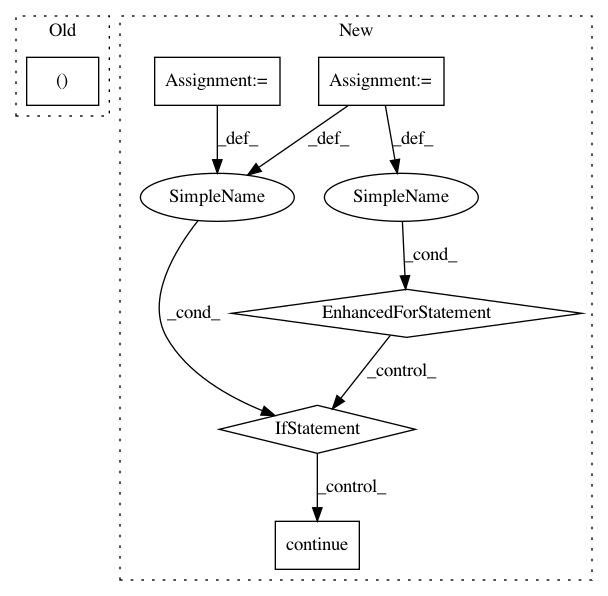 Old
New
()
Assignment:=
Assignment:=
_def_
_def_
_def_
SimpleName
SimpleName
_cond_
_cond_
EnhancedForStatement
_control_
IfStatement
_control_
continue